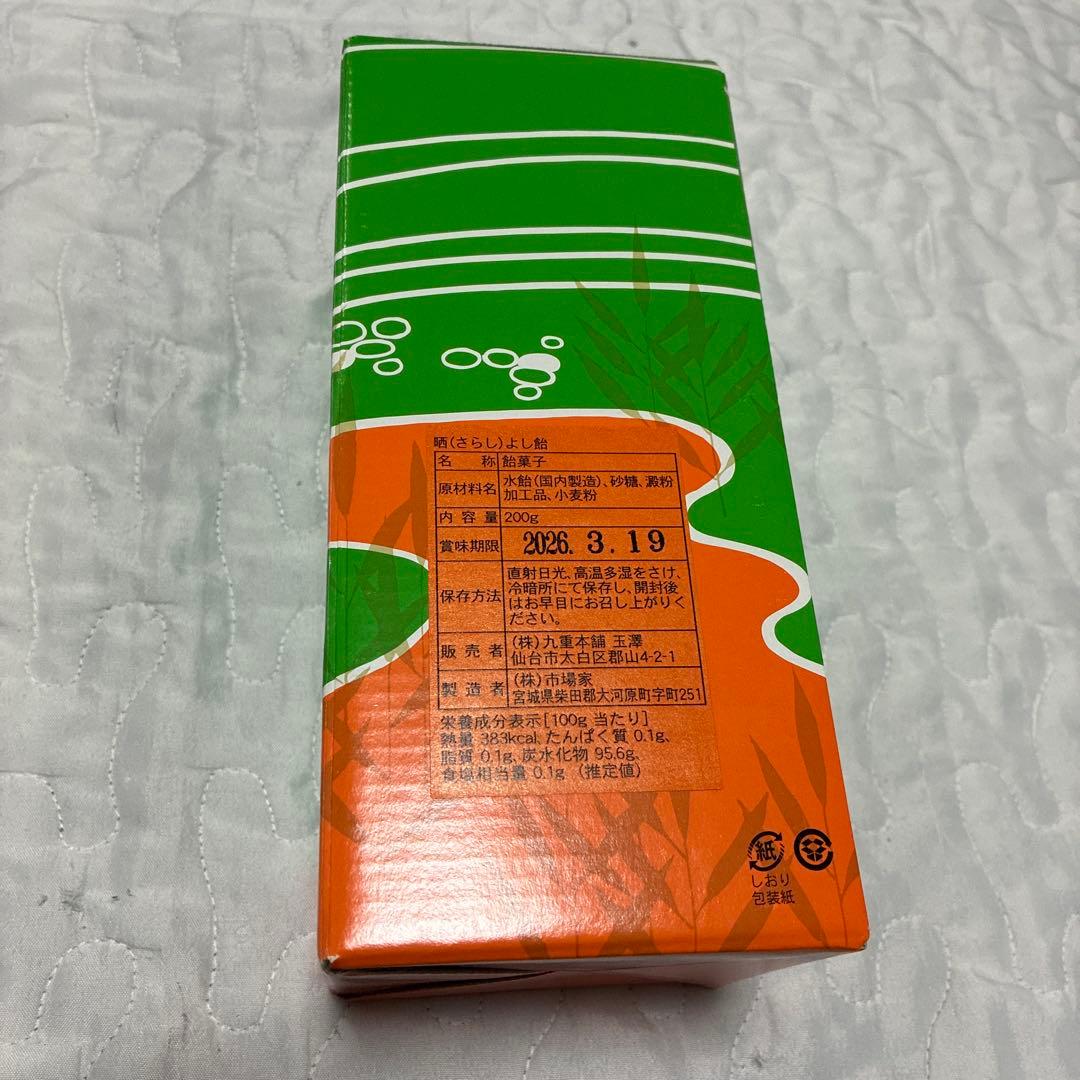 晒(さらし)よし飴
名 称 飴菓子
原材料名 水飴(国内製造)、砂糖、澱粉
加工品、小麦粉
内容量 200g
賞味期限 2026. 3. 19
保存方法 直射日光、高温多湿をさけ、
冷暗所にて保存し、開封後
はお早目にお召し上がりく
ださい。
販売者 (株)九重本舗 玉澤
仙台市太白区郡山4-2-1
製造者 (株)市場家
宮城県柴田郡大河原町字町251
栄養成分表示[100g 当たり]
熱量 383kcal、たんぱく質 0.1g、
脂質 0.1g、炭水化物 95.6g、
食塩相当量 0.1g (推定値)
紙
しおり
包装紙